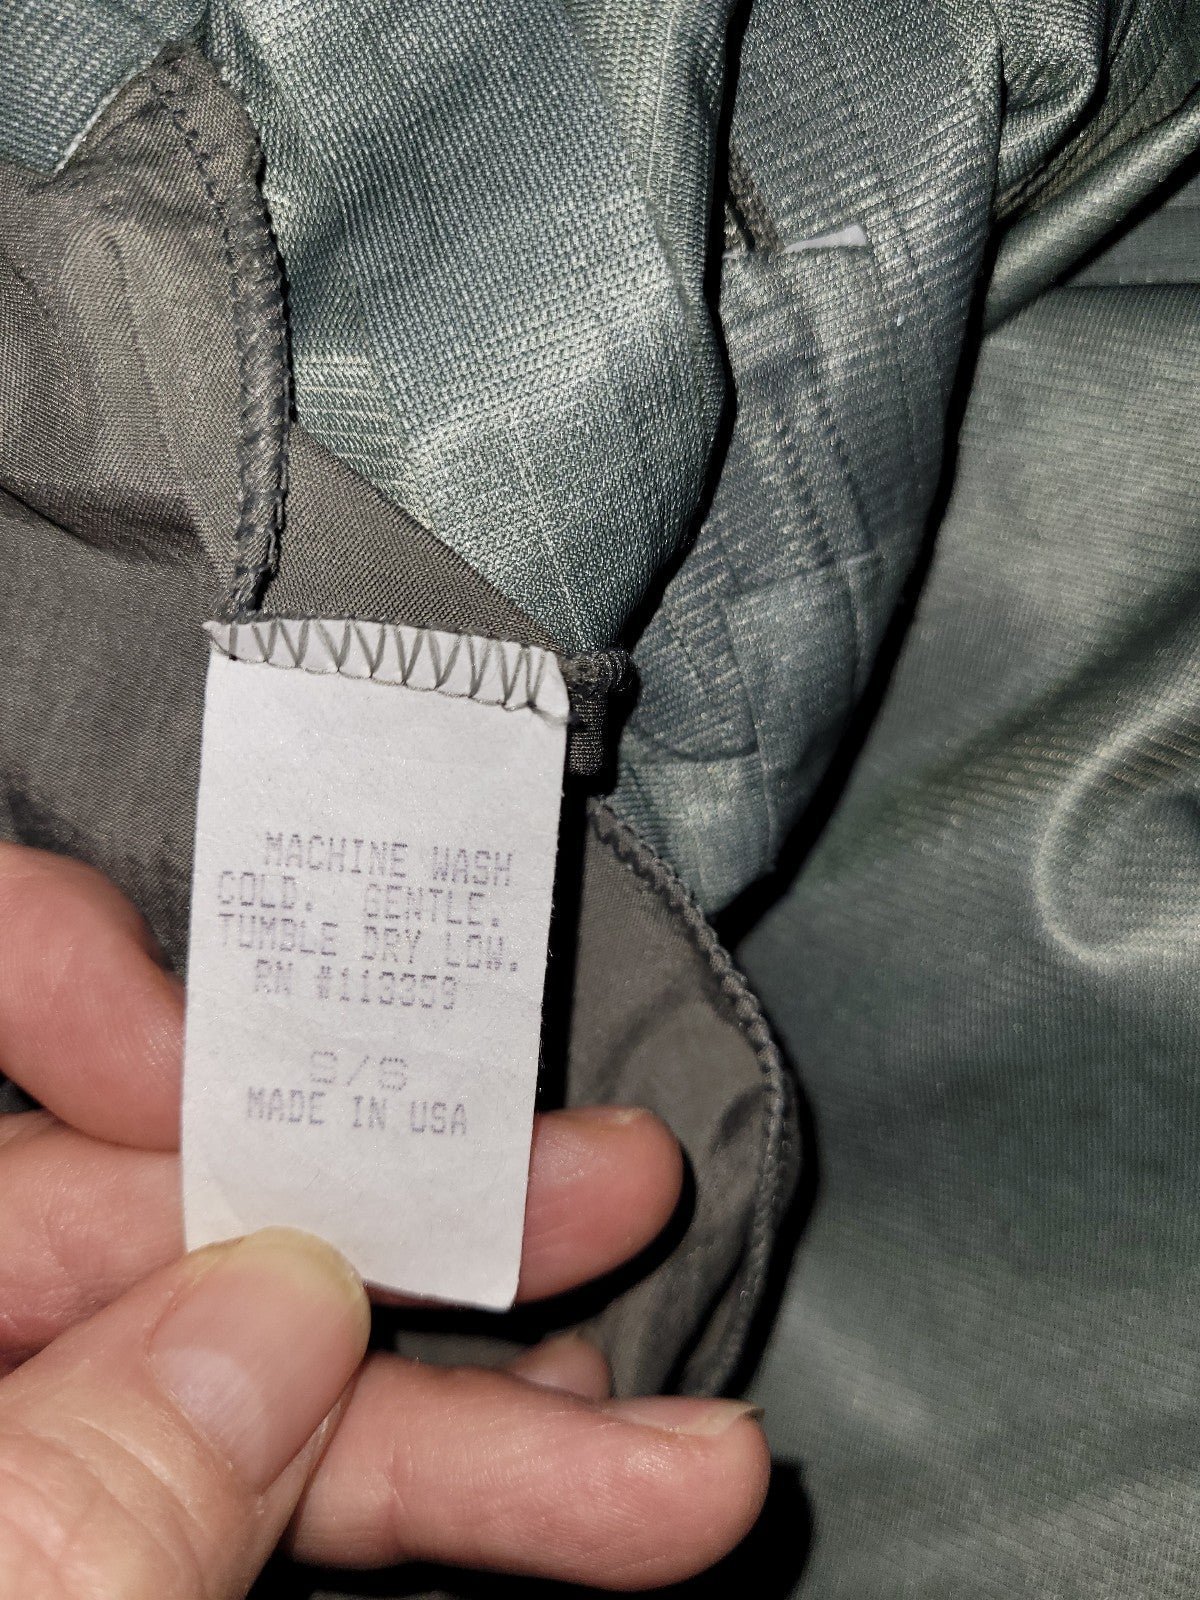 MACHINE WASH
COLD. GENTLE.
TUMBLE DRY LOW.
RN #113359
S/S
MADE IN USA